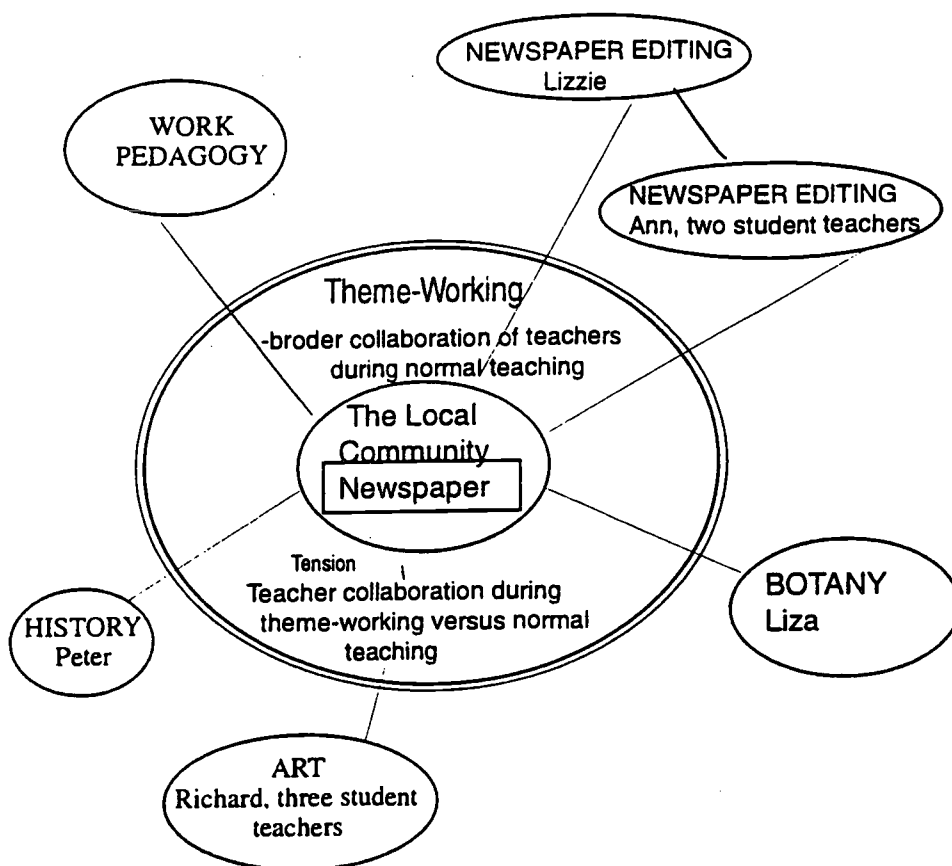 NEWSPAPER EDITING
Lizzie
WORK
PEDAGOGY
NEWSPAPER EDITING
Ann, two student teachers
Theme-Working
-broder collaboration of teachers
during normal teaching
The Local
Community
Newspaper
Tension
Teacher collaboration during
theme-working versus normal
teaching
BOTANY
Liza
HISTORY
Peter
ART
Richard, three student
teachers